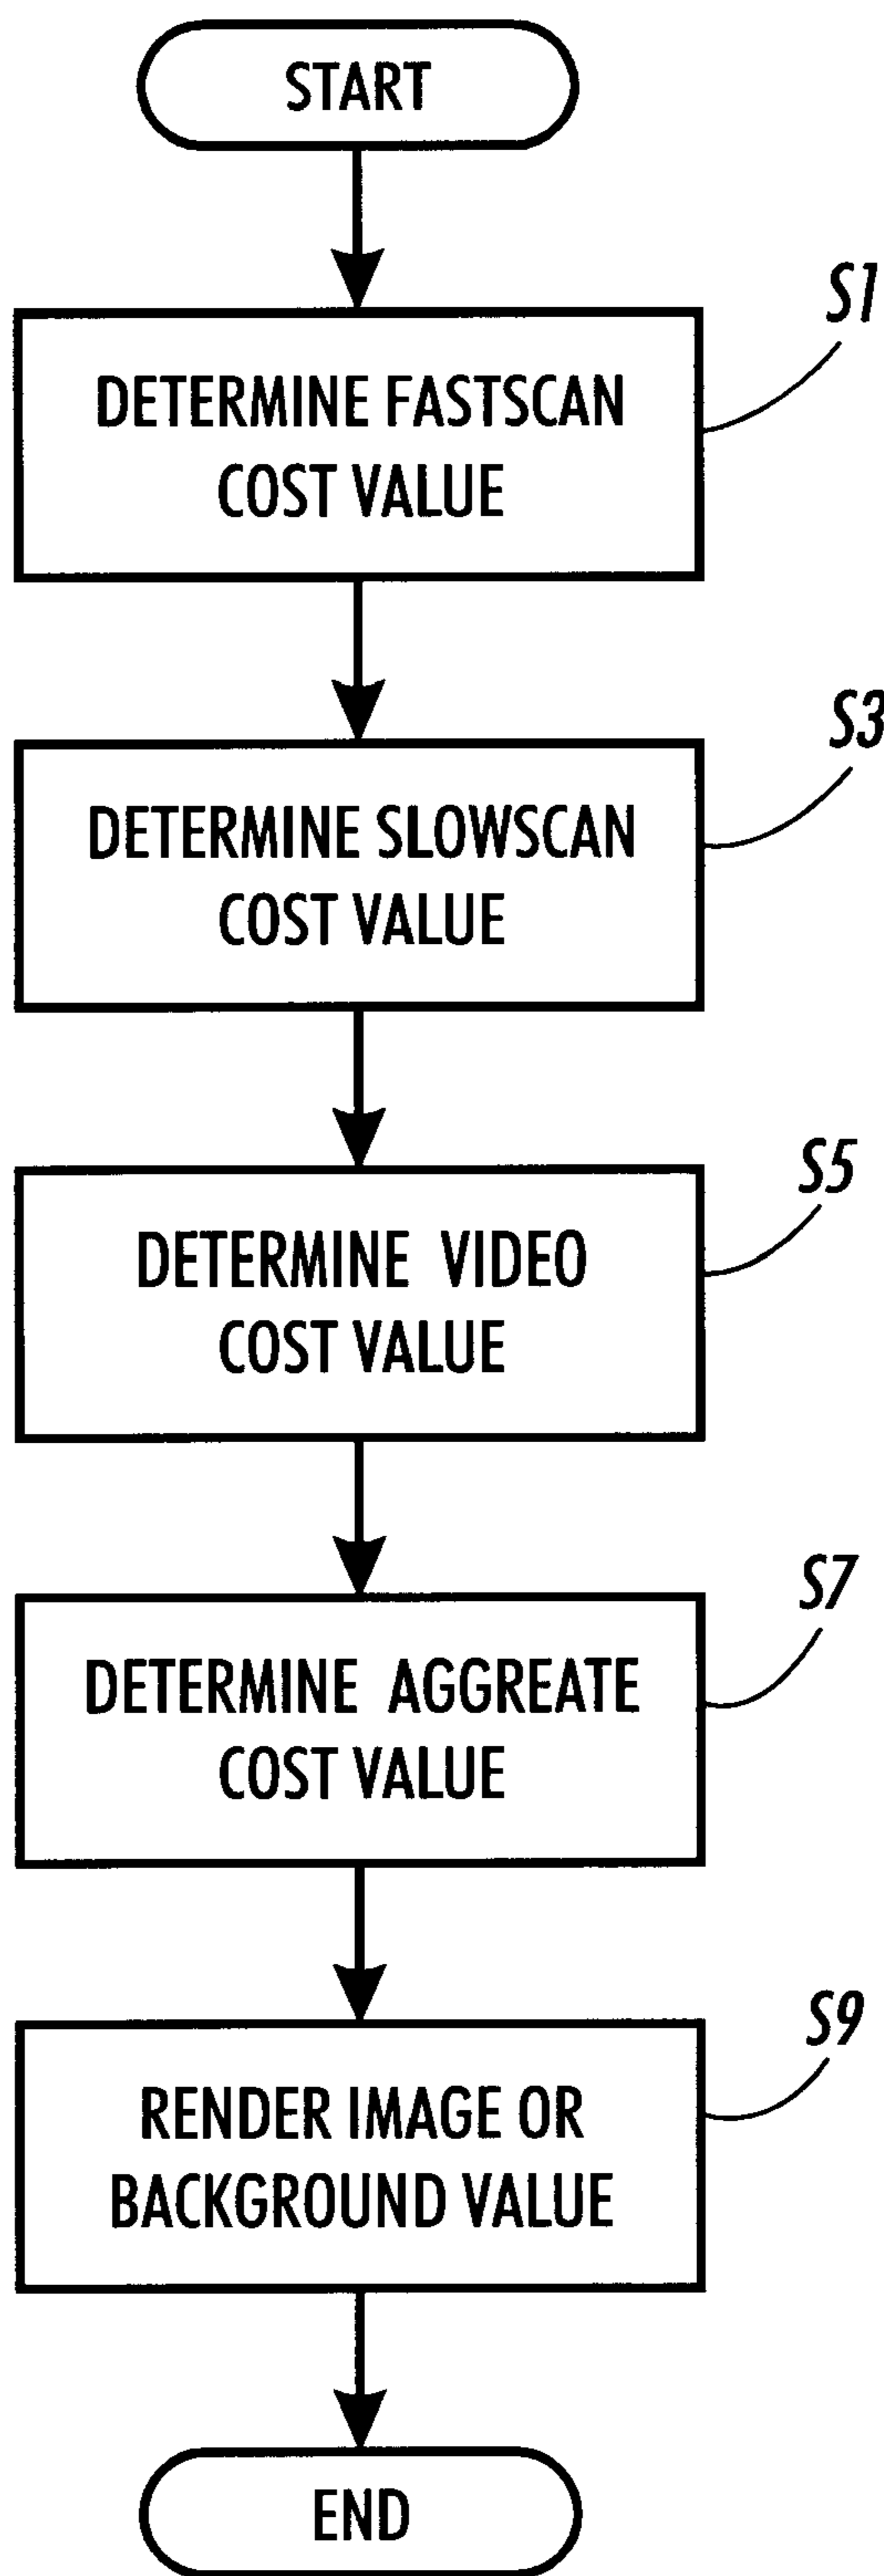 START
S1
DETERMINE FASTSCAN
COST VALUE
S3
DETERMINE SLOWSCAN
COST VALUE
S5
DETERMINE VIDEO
COST VALUE
S7
DETERMINE AGGREATE
COST VALUE
S9
RENDER IMAGE OR
BACKGROUND VALUE
END